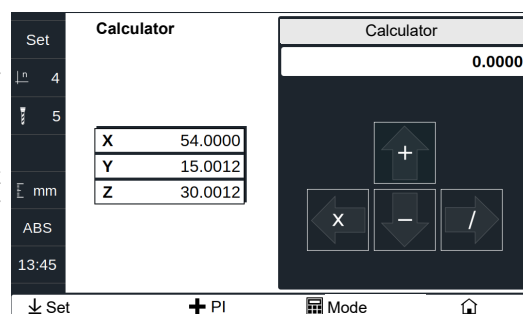 Set
4
5
mm
ABS
13:45
Calculator
X 54.0000
Y 15.0012
Z 30.0012
Calculator
0.0000
+
x – /
Set + PI Mode